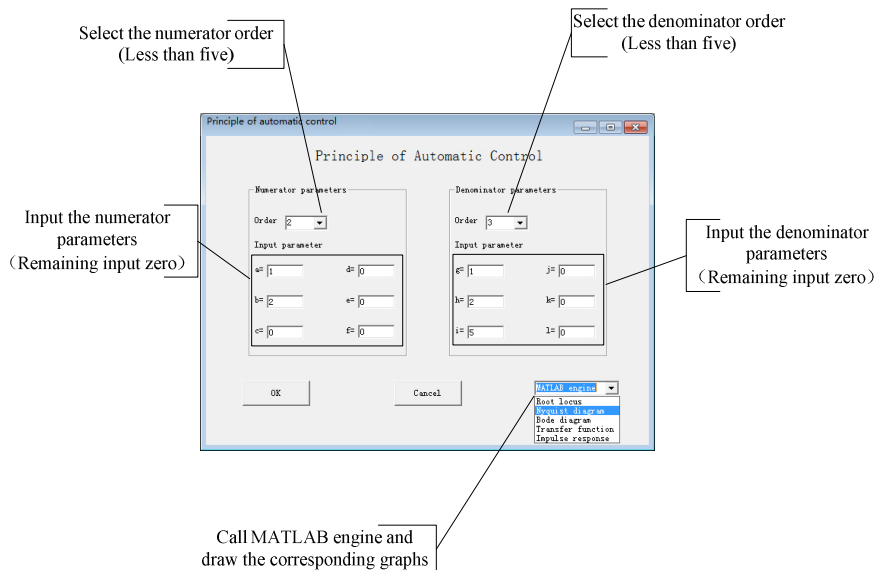 Select the numerator order
(Less than five)
Select the denominator order
(Less than five)
Principle of automatic control
Principle of Automatic Control
Numerator parameters
Order 2
Input parameter
a= 1 d= 0
b= 2 e= 0
c= 0 f= 0
Denominator parameters
Order 3
Input parameter
g= 1 j= 0
h= 2 k= 0
i= 5 l= 0
Input the numerator
parameters
（Remaining input zero）
Input the denominator
parameters
（Remaining input zero）
OK
Cancel
MATLAB engine
Root locus
Nyquist diagram
Bode diagram
Transfer function
Impulse response
Call MATLAB engine and
draw the corresponding graphs